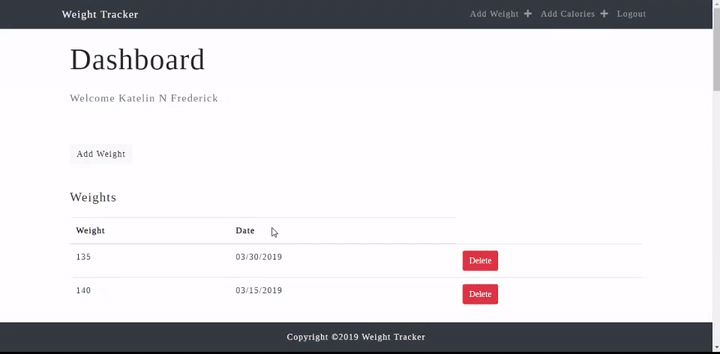 Weight Tracker Add Weight + Add Calories + Logout
Dashboard
Welcome Katelin N Frederick
Add Weight
Weights
Weight Date
135 03/30/2019 Delete
140 03/15/2019 Delete
Copyright ©2019 Weight Tracker